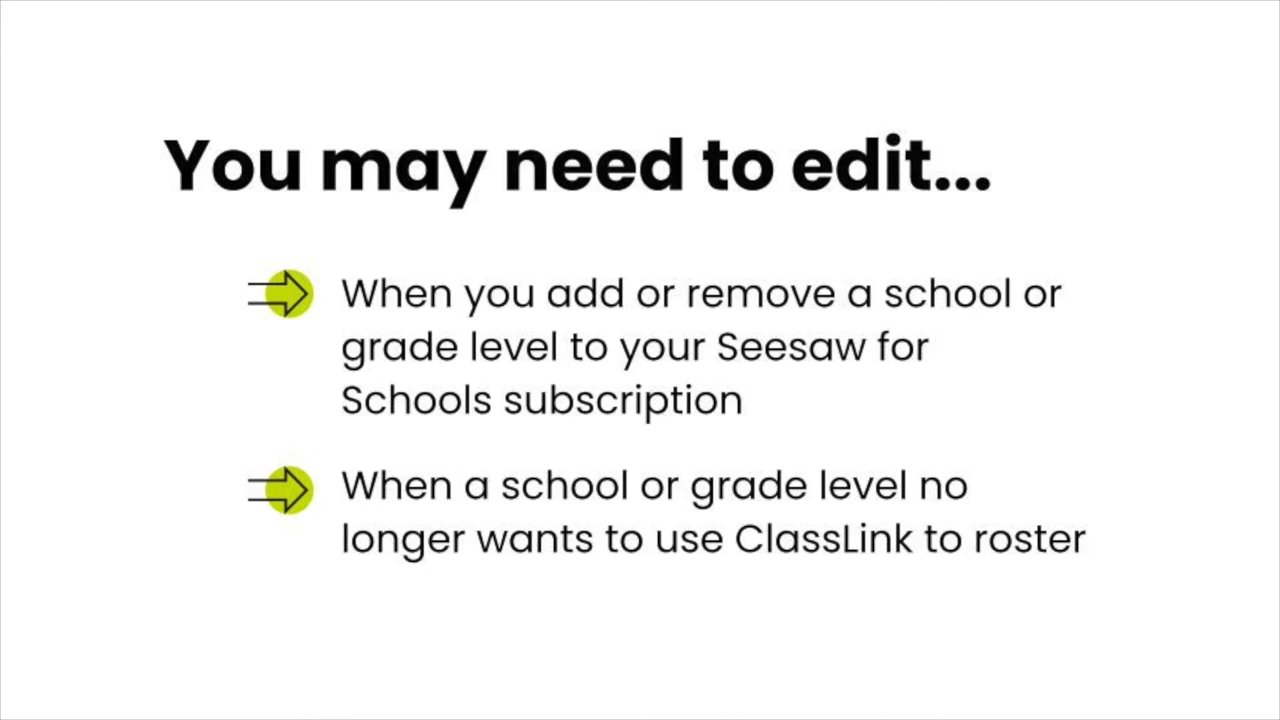 You may need to edit...
When you add or remove a school or
grade level to your Seesaw for
Schools subscription
When a school or grade level no
longer wants to use ClassLink to roster